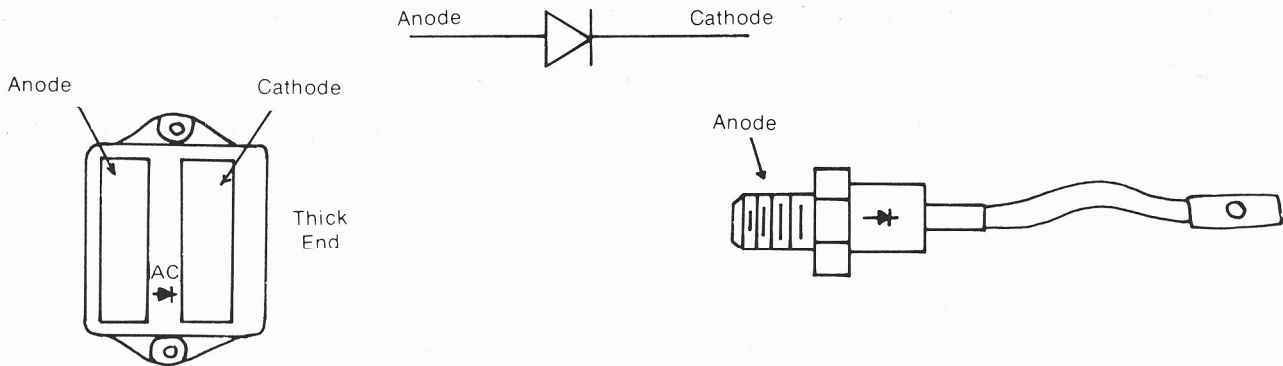 Anode
Cathode
Anode
Cathode
Anode
Thick
End
AC